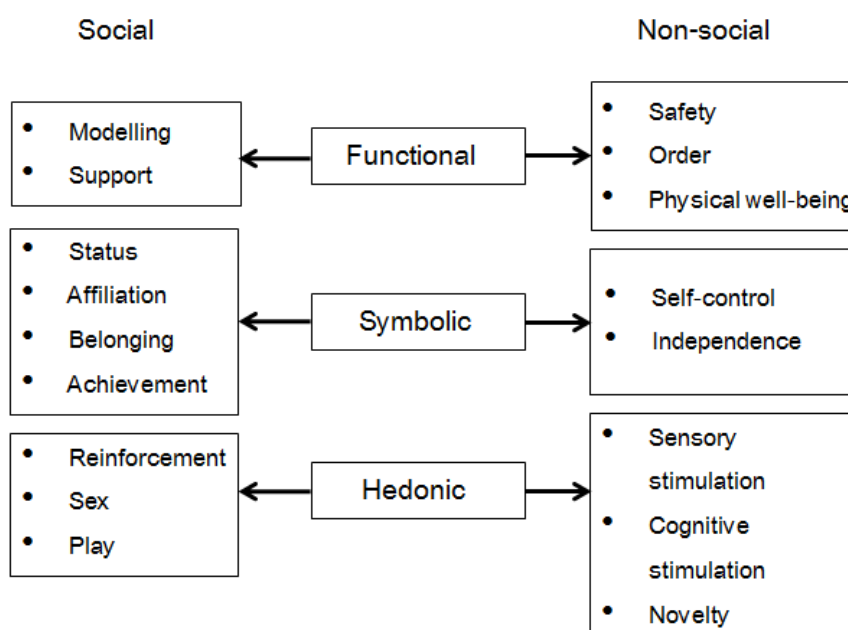 Social
Non-social
• Modelling
• Support
Functional
• Safety
• Order
• Physical well-being
• Status
• Affiliation
• Belonging
• Achievement
Symbolic
• Self-control
• Independence
• Reinforcement
• Sex
• Play
Hedonic
• Sensory
stimulation
• Cognitive
stimulation
• Novelty